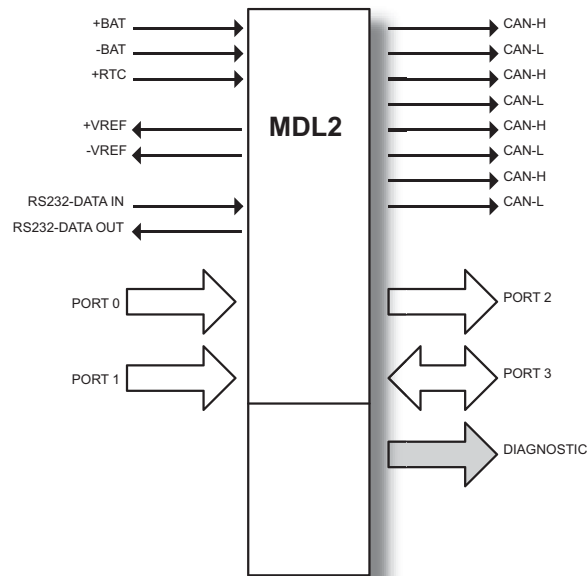 +BAT
-BAT
+RTC
+VREF
-VREF
RS232-DATA IN
RS232-DATA OUT
PORT 0
PORT 1
MDL2
CAN-H
CAN-L
CAN-H
CAN-L
CAN-H
CAN-L
CAN-H
CAN-L
PORT 2
PORT 3
DIAGNOSTIC